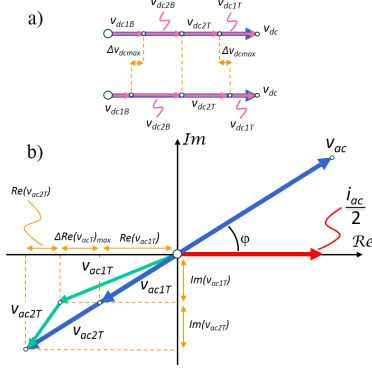 a)
v_dc1B v_dc2B v_dc2T v_dc1T v_dc
Δv_dcmax Δv_dcmax
v_dc1B v_dc2B v_dc2T v_dc1T v_dc
b)
Im
v_ac
i_ac
2
Re
φ
Re(v_ac2T) ΔRe(v_acT)max Re(v_ac1T)
v_ac1T
v_ac1T
Im(v_ac1T)
v_ac2T
v_ac2T
Im(v_ac2T)